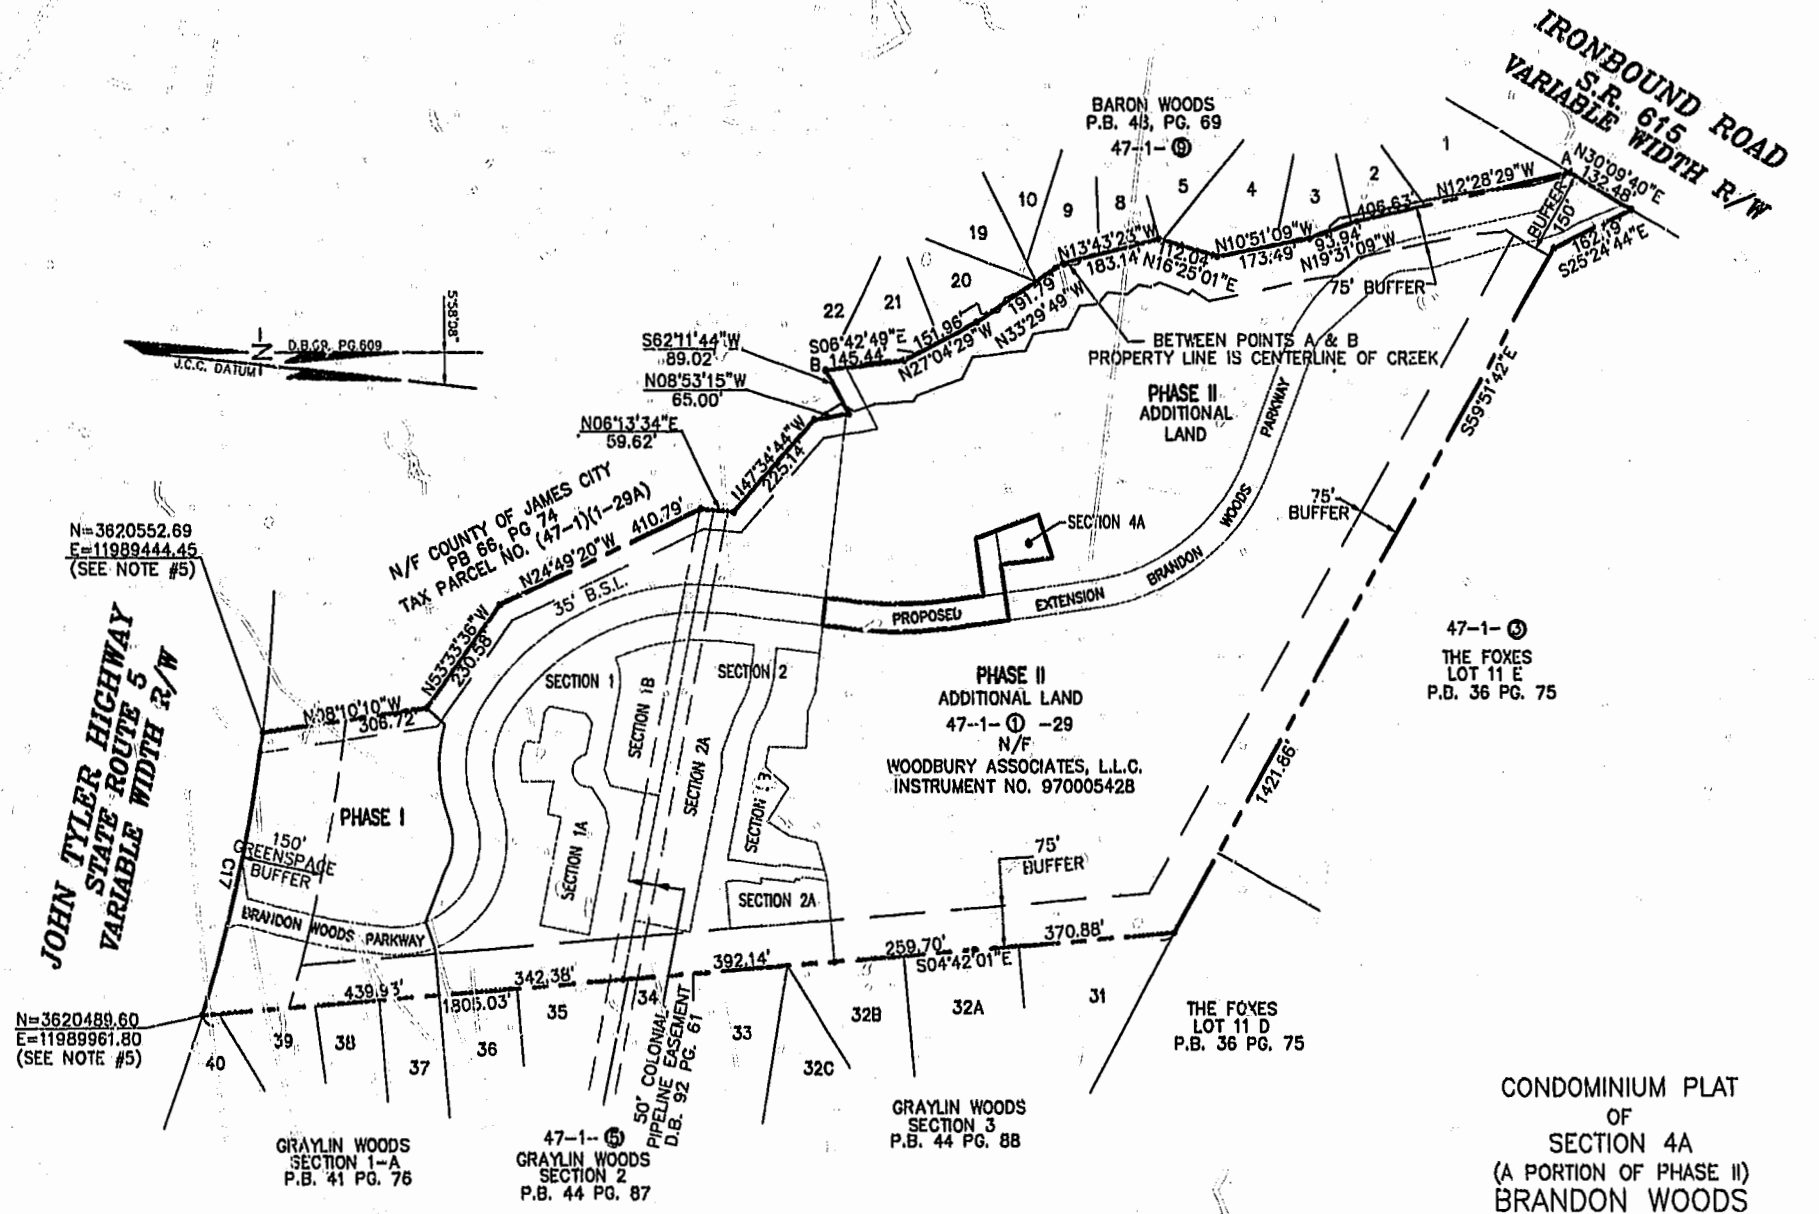 IRONBOUND ROAD
S.R. 615
VARIABLE WIDTH R/W
BARON WOODS
P.B. 43, PG. 69
47-1-
1
2
3
4
5
8
9
10
19
20
21
22
A
N30°09'40"E
132.48'
BUFFER
150'
162.19'
S25°24'44"E
N12°28'29"W
406.63'
93.94'
N19°31'09"W
N10°51'09"W
173.49'
112.04'
N16°25'01"E
N13°43'23"W
183.14'
191.79'
N33°29'49"W
151.96'
N27°04'29"W
S06°42'49"E
145.44'
B
S62°11'44"W
89.02'
N08°53'15"W
65.00'
N06°13'34"E
59.62'
N47°34'44"W
225.14'
75' BUFFER
BETWEEN POINTS A & B
PROPERTY LINE IS CENTERLINE OF CREEK
PHASE II
ADDITIONAL
LAND
5°58'08"
N
PG.609
J.C.C. DATUM
N/F COUNTY OF JAMES CITY
PB 66, PG 74
TAX PARCEL NO. (47-1)(1-29A)
N24°49'20"W
410.79'
35' B.S.L.
N53°33'36"W
230.58'
N08°10'10"W
306.72'
N=3620552.69
E=11989444.45
(SEE NOTE #5)
JOHN TYLER HIGHWAY
STATE ROUTE 5
VARIABLE WIDTH R/W
PHASE I
150'
GREENSPACE
BUFFER
C17
BRANDON WOODS PARKWAY
SECTION 1
SECTION 1A
SECTION 1B
SECTION 2
SECTION 2A
SECTION 3
SECTION 2A
SECTION 4A
PROPOSED EXTENSION BRANDON WOODS PARKWAY
S59°51'42"E
1421.86'
75'
BUFFER
47-1-③
THE FOXES
LOT 11 E
P.B. 36 PG. 75
PHASE II
ADDITIONAL LAND
47-1-① -29
N/F
WOODBURY ASSOCIATES, L.L.C.
INSTRUMENT NO. 970005428
75'
BUFFER
439.93'
1805.03'
342.38'
392.14'
259.70'
S04°42'01"E
370.88'
N=3620489.60
E=11989961.80
(SEE NOTE #5)
40
39
38
37
36
35
34
33
32C
32B
32A
31
50' COLONIAL
PIPELINE EASEMENT
D.B. 92 PG. 61
GRAYLIN WOODS
SECTION 1-A
P.B. 41 PG. 76
47-1-
GRAYLIN WOODS
SECTION 2
P.B. 44 PG. 87
GRAYLIN WOODS
SECTION 3
P.B. 44 PG. 88
THE FOXES
LOT 11 D
P.B. 36 PG. 75
CONDOMINIUM PLAT
OF
SECTION 4A
(A PORTION OF PHASE II)
BRANDON WOODS